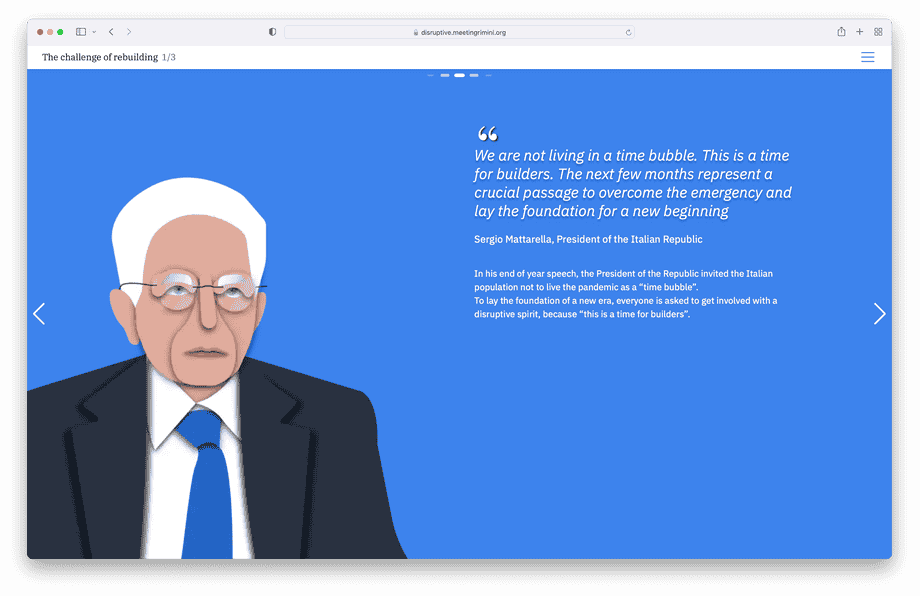 disruptive.meetingrimini.org
The challenge of rebuilding 1/3
“
We are not living in a time bubble. This is a time
for builders. The next few months represent a
crucial passage to overcome the emergency and
lay the foundation for a new beginning
Sergio Mattarella, President of the Italian Republic
In his end of year speech, the President of the Republic invited the Italian
population not to live the pandemic as a “time bubble”.
To lay the foundation of a new era, everyone is asked to get involved with a
disruptive spirit, because “this is a time for builders”.